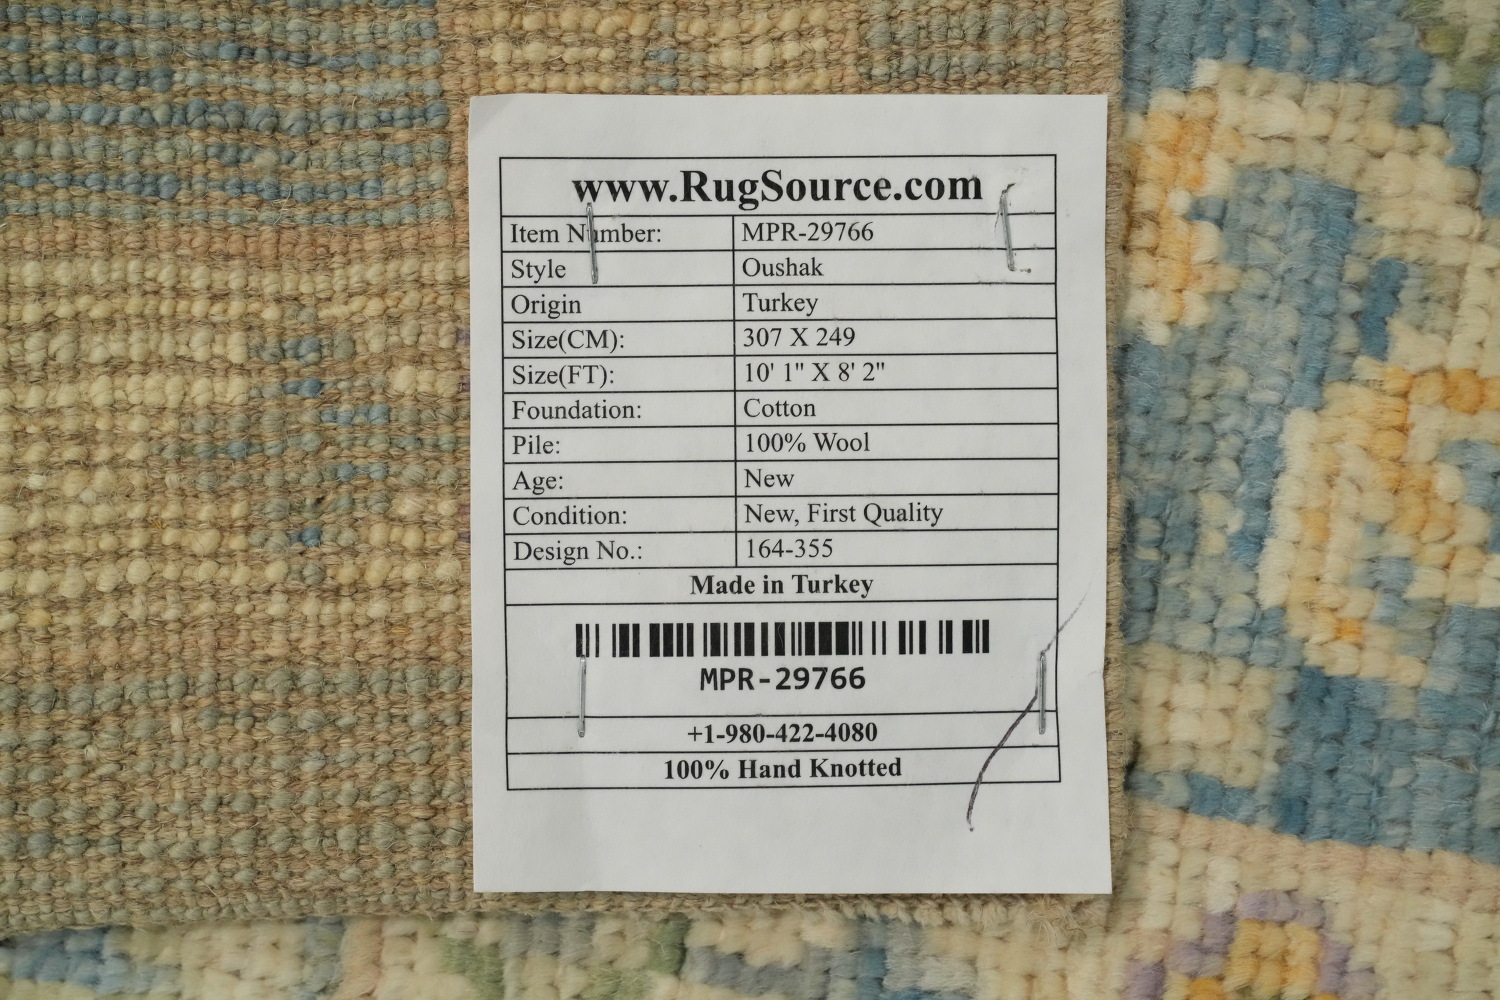 www.RugSource.com
Item Number: MPR-29766
Style Oushak
Origin Turkey
Size(CM): 307 X 249
Size(FT): 10' 1" X 8' 2"
Foundation: Cotton
Pile: 100% Wool
Age: New
Condition: New, First Quality
Design No.: 164-355
Made in Turkey
MPR-29766
+1-980-422-4080
100% Hand Knotted